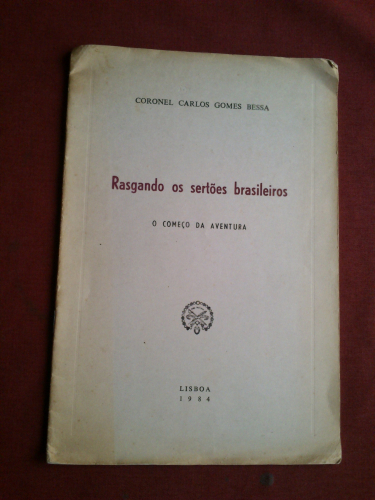 CORONEL CARLOS GOMES BESSA
Rasgando os sertões brasileiros
O COMEÇO DA AVENTURA
LISBOA
1984